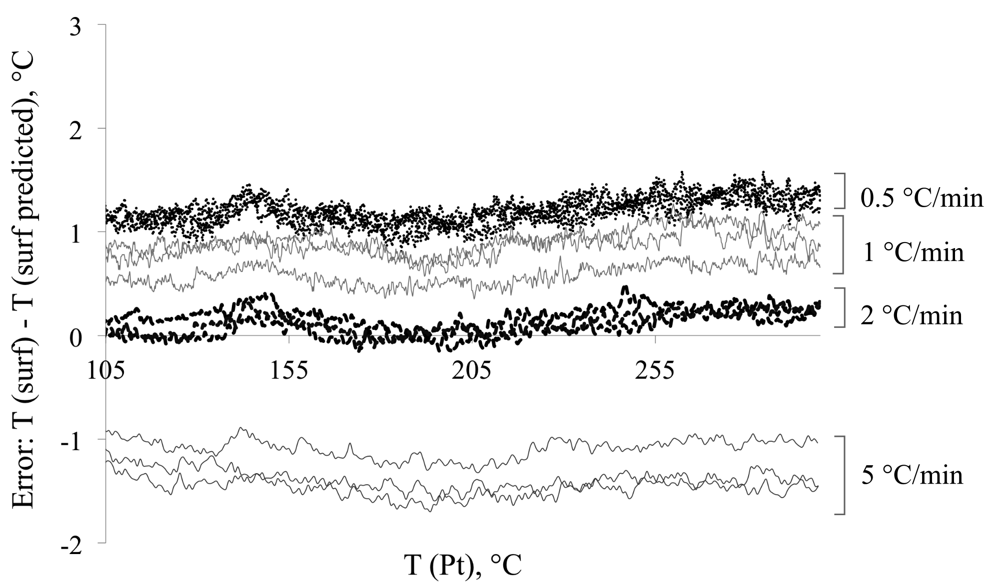 Error: T (surf) - T (surf predicted), °C
3
2
1
0
-1
-2
105 155 205 255
T (Pt), °C
0.5 °C/min
1 °C/min
2 °C/min
5 °C/min